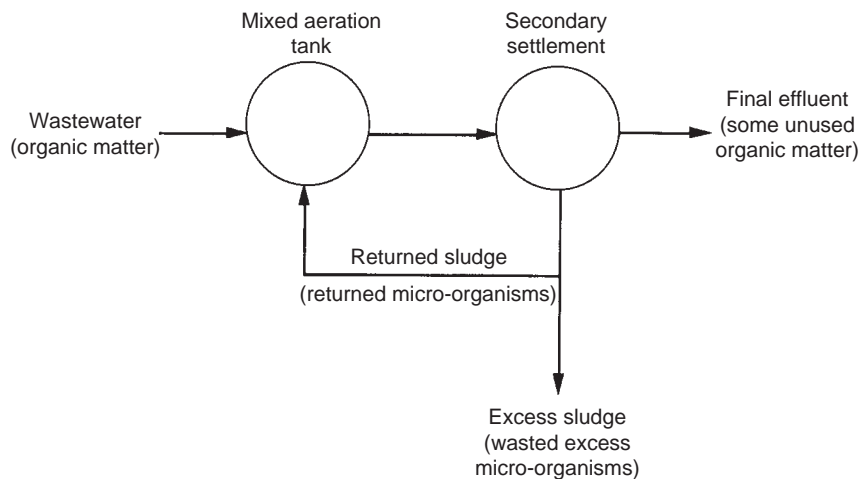 Mixed aeration
tank
Secondary
settlement
Wastewater
(organic matter)
Final effluent
(some unused
organic matter)
Returned sludge
(returned micro-organisms)
Excess sludge
(wasted excess
micro-organisms)